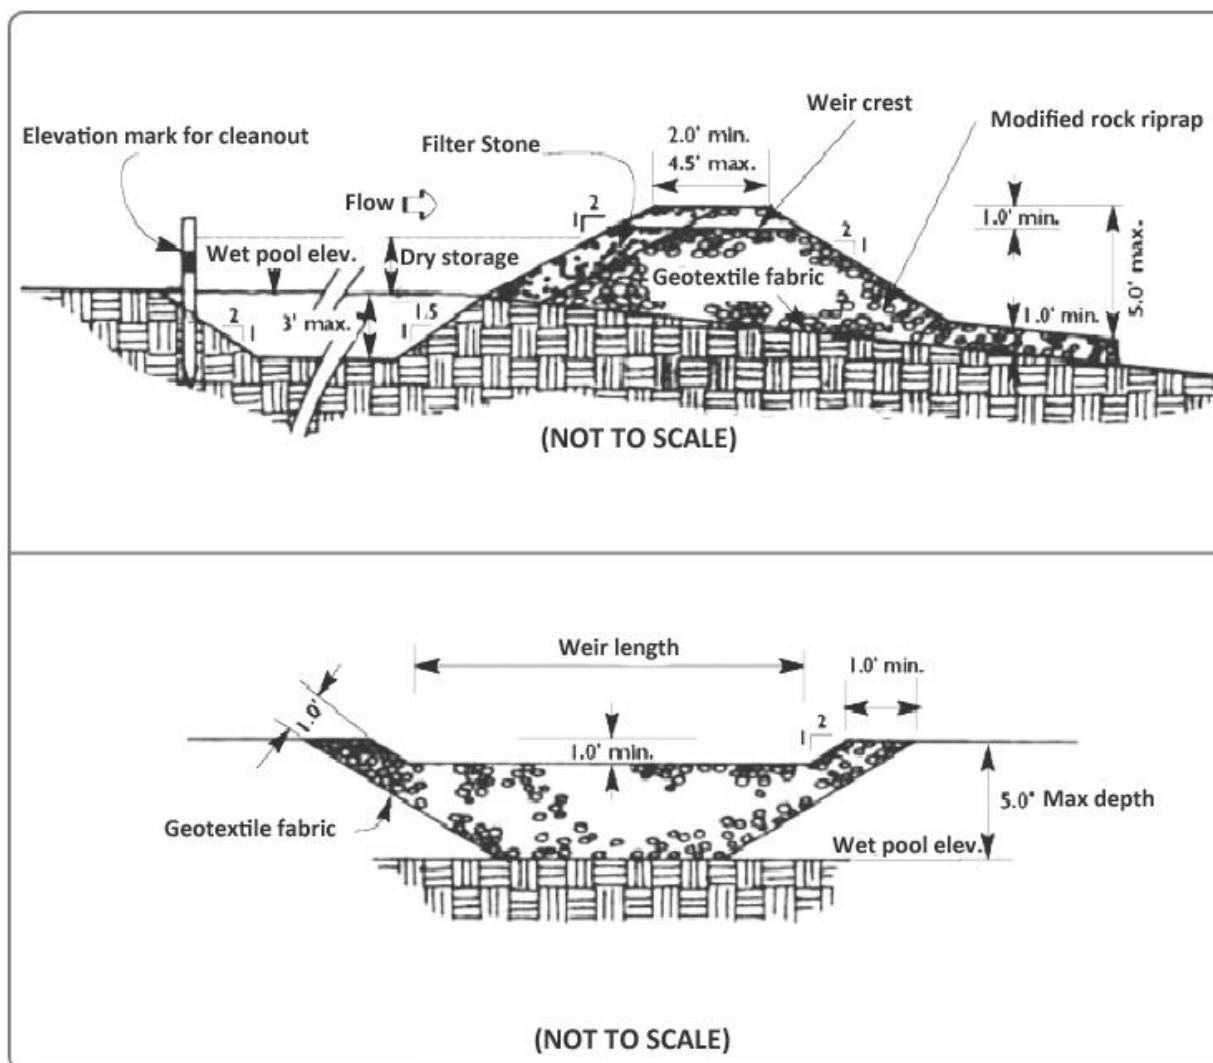 Weir crest
Modified rock riprap
Elevation mark for cleanout
Filter Stone
2.0' min.
4.5' max.
Flow
2
1
2
1
1.0' min.
5.0' max.
Wet pool elev.
Dry storage
Geotextile fabric
2
1
3' max.
1.5
1
1.0' min.
(NOT TO SCALE)
Weir length
1.0' min.
1.0'
1.0' min.
2
1
5.0" Max depth
Geotextile fabric
Wet pool elev.
(NOT TO SCALE)